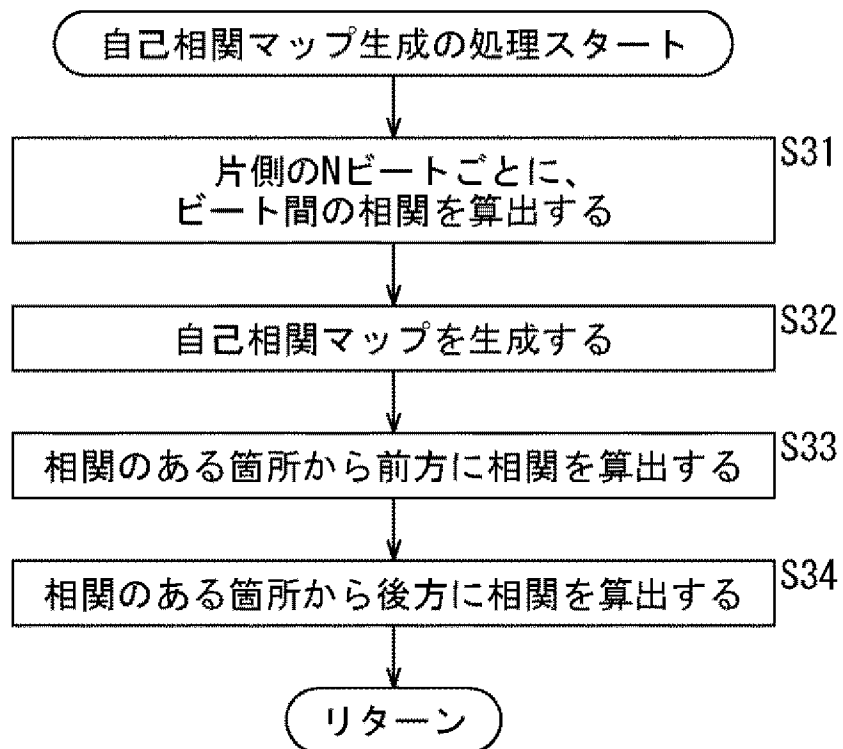 自己相関マップ生成の処理スタート
片側のNビートごとに、
ビート間の相関を算出する
S31
自己相関マップを生成する
S32
相関のある箇所から前方に相関を算出する
S33
相関のある箇所から後方に相関を算出する
S34
リターン